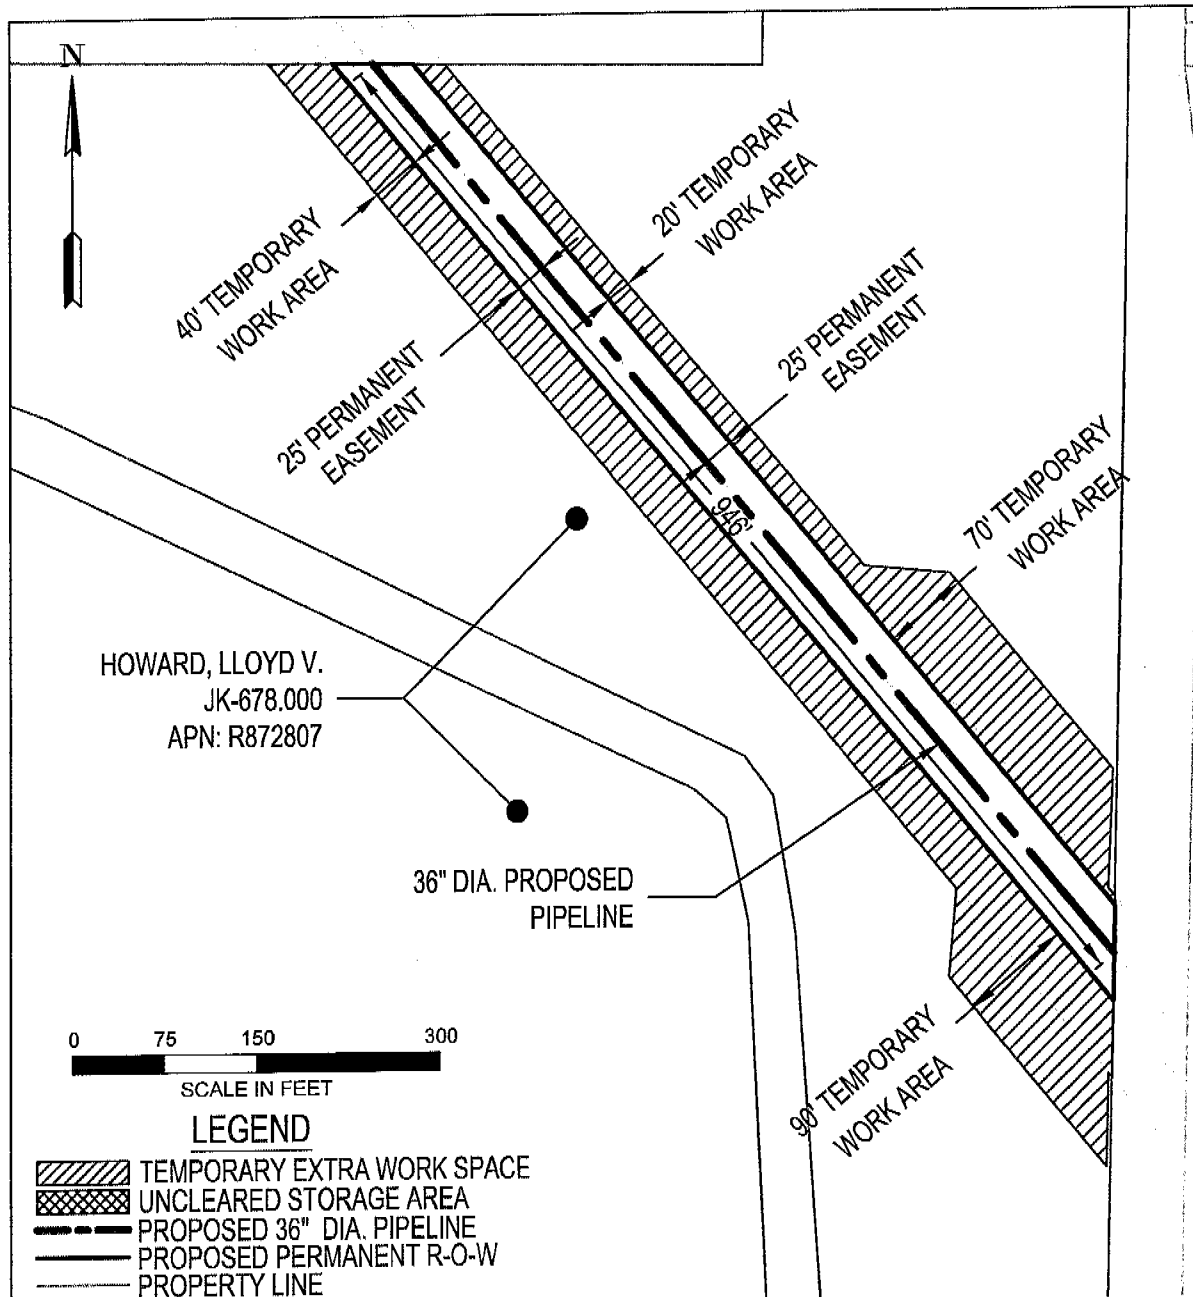 N
40' TEMPORARY
WORK AREA
20' TEMPORARY
WORK AREA
25' PERMANENT
EASEMENT
25' PERMANENT
EASEMENT
70' TEMPORARY
WORK AREA
946'
HOWARD, LLOYD V.
JK-678.000
APN: R872807
36" DIA. PROPOSED
PIPELINE
90' TEMPORARY
WORK AREA
0 75 150 300
SCALE IN FEET
LEGEND
TEMPORARY EXTRA WORK SPACE
UNCLEARED STORAGE AREA
PROPOSED 36" DIA. PIPELINE
PROPOSED PERMANENT R-O-W
PROPERTY LINE